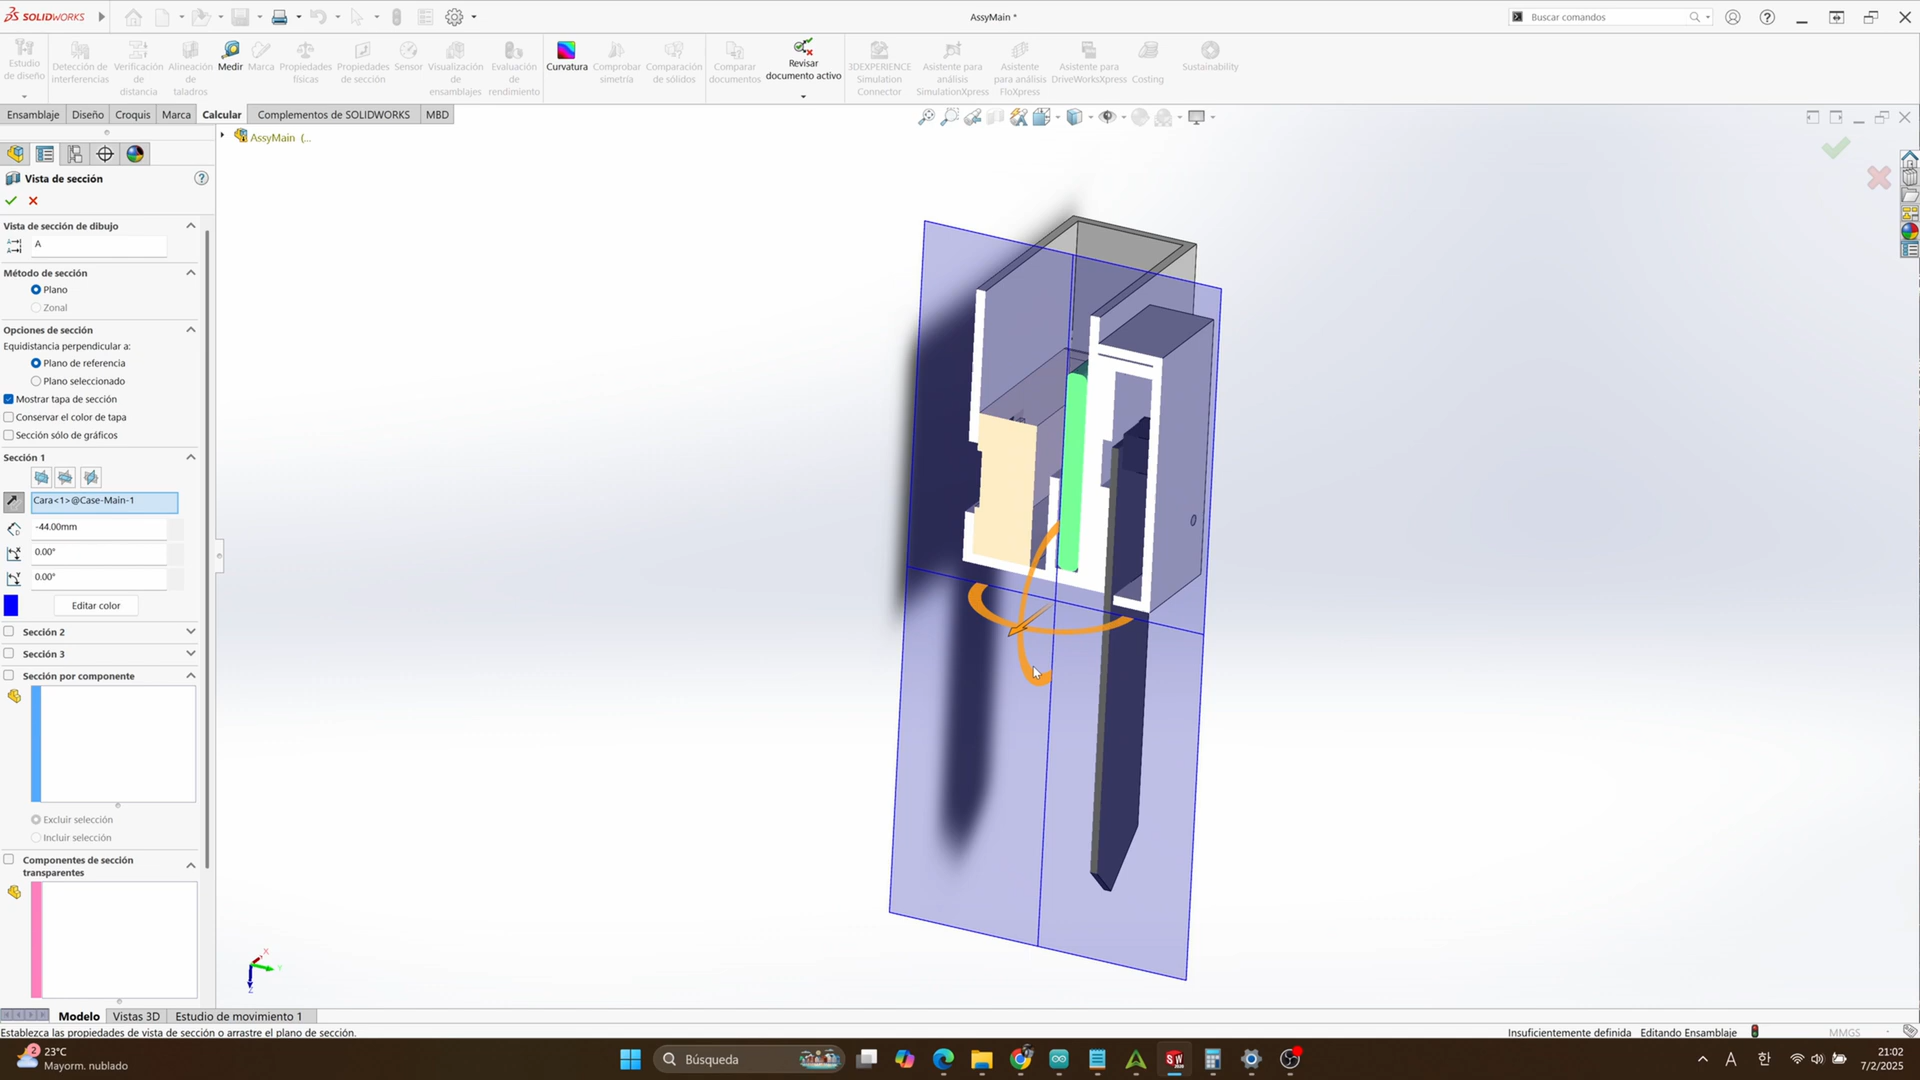 SOLIDWORKS
AssyMain *
Buscar comandos
Estudio de diseño
Detección de interferencias
Verificación de distancia
Alineación de taladros
Medir
Marca
Propiedades físicas
Propiedades de sección
Sensor
Visualización de ensamblajes
Evaluación de rendimiento
Curvatura
Comprobar simetría
Comparación de sólidos
Comparar documentos
Revisar documento activo
3DEXPERIENCE Simulation Connector
Asistente para análisis SimulationXpress
Asistente para análisis FloXpress
Asistente para DriveWorksXpress
Costing
Sustainability
Ensamblaje
Diseño
Croquis
Marca
Calcular
Complementos de SOLIDWORKS
MBD
AssyMain (...
Vista de sección
Vista de sección de dibujo
A
Método de sección
Plano
Zonal
Opciones de sección
Equidistancia perpendicular a:
Plano de referencia
Plano seleccionado
Mostrar tapa de sección
Conservar el color de tapa
Sección sólo de gráficos
Sección 1
Cara<1>@Case-Main-1
-44.00mm
0.00°
0.00°
Editar color
Sección 2
Sección 3
Sección por componente
Excluir selección
Incluir selección
Componentes de sección
transparentes
X
Y
Z
Modelo
Vistas 3D
Estudio de movimiento 1
Establezca las propiedades de vista de sección o arrastre el plano de sección.
Insuficientemente definida
Editando Ensamblaje
MMGS
2
23°C
Mayorm. nublado
Búsqueda
A
한
21:02
7/2/2025